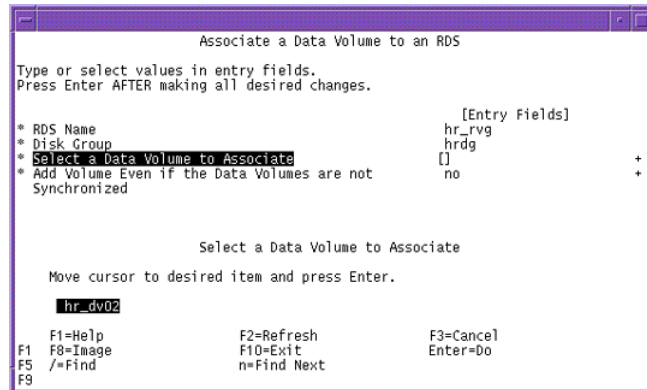 Associate a Data Volume to an RDS
Type or select values in entry fields.
Press Enter AFTER making all desired changes.
[Entry Fields]
* RDS Name hr_rvg
* Disk Group hrdg
* Select a Data Volume to Associate [] +
* Add Volume Even if the Data Volumes are not no +
Synchronized
Select a Data Volume to Associate
Move cursor to desired item and press Enter.
hr_dv02
F1=Help F2=Refresh F3=Cancel
F1 F8=Image F10=Exit Enter=Do
F5 /=Find n=Find Next
F9